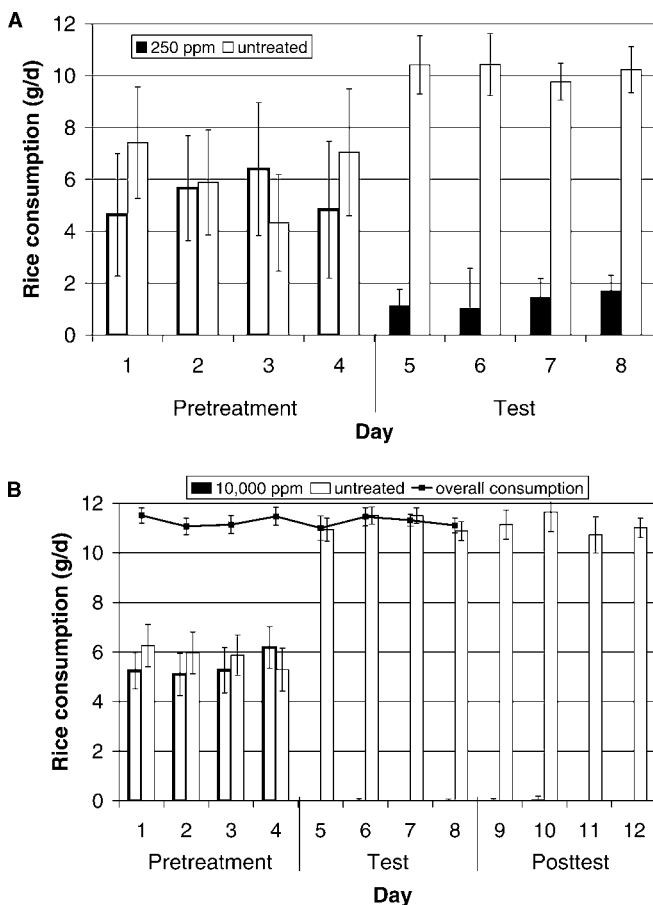 A
250 ppm untreated
Rice consumption (g/d)
12
10
8
6
4
2
0
1 2 3 4 5 6 7 8
Pretreatment Test
Day
B
10,000 ppm untreated overall consumption
Rice consumption (g/d)
12
10
8
6
4
2
0
1 2 3 4 5 6 7 8 9 10 11 12
Pretreatment Test Posttest
Day